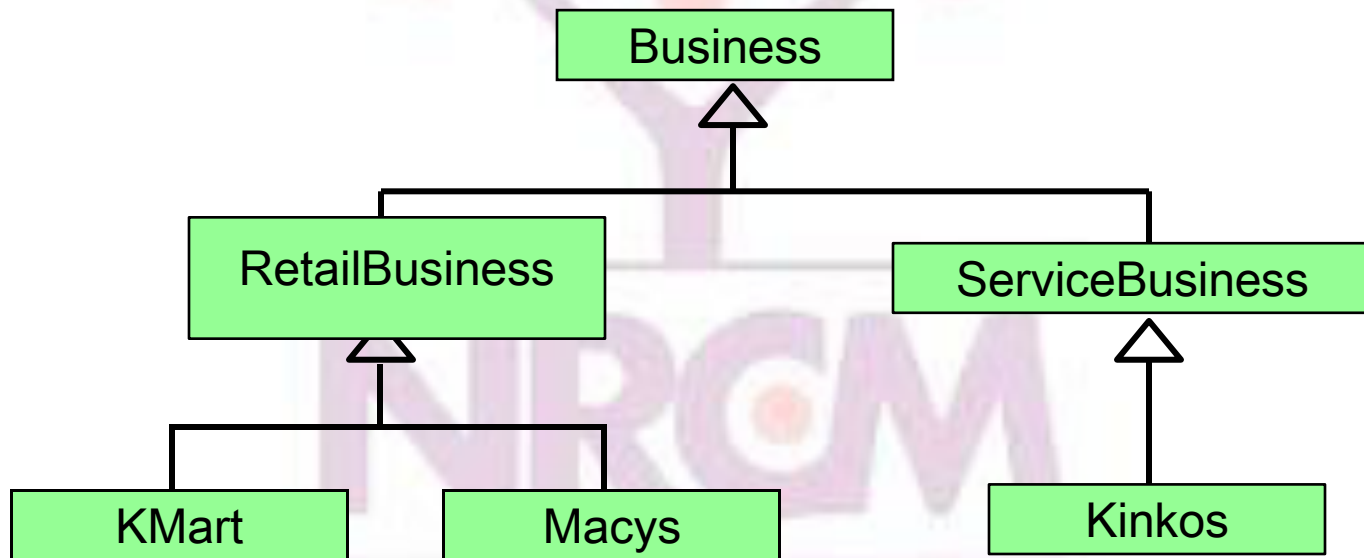 Business
RetailBusiness
ServiceBusiness
NRCM
KMart
Macys
Kinkos